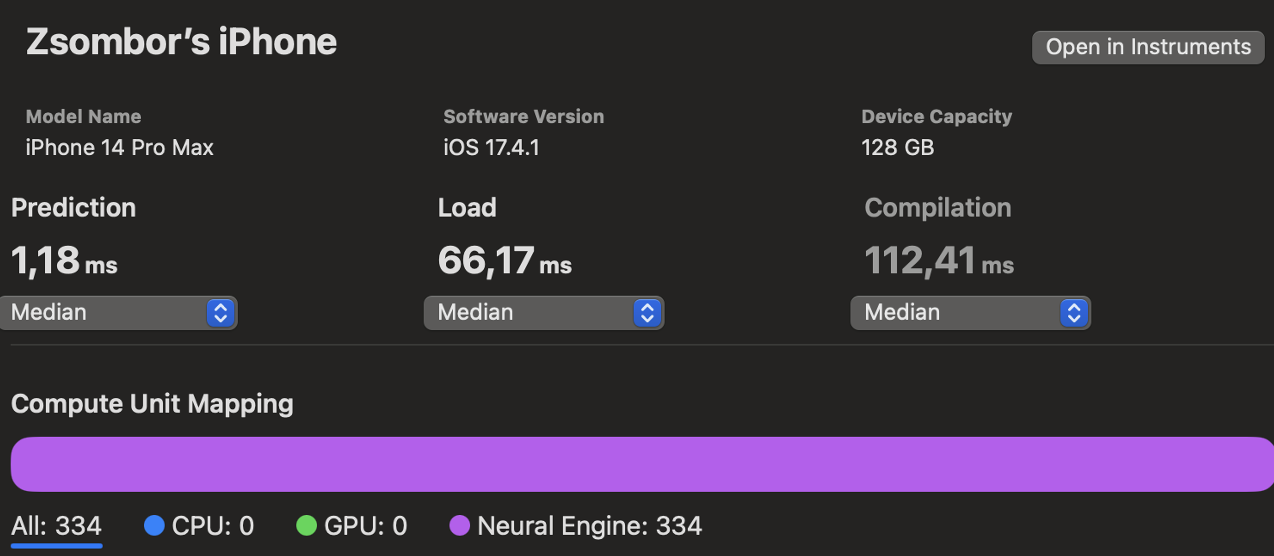 Zsombor’s iPhone
Open in Instruments
Model Name
Software Version
Device Capacity
iPhone 14 Pro Max
iOS 17.4.1
128 GB
Prediction
Load
Compilation
1,18 ms
66,17 ms
112,41 ms
Median
Median
Median
Compute Unit Mapping
All: 334
CPU: 0
GPU: 0
Neural Engine: 334